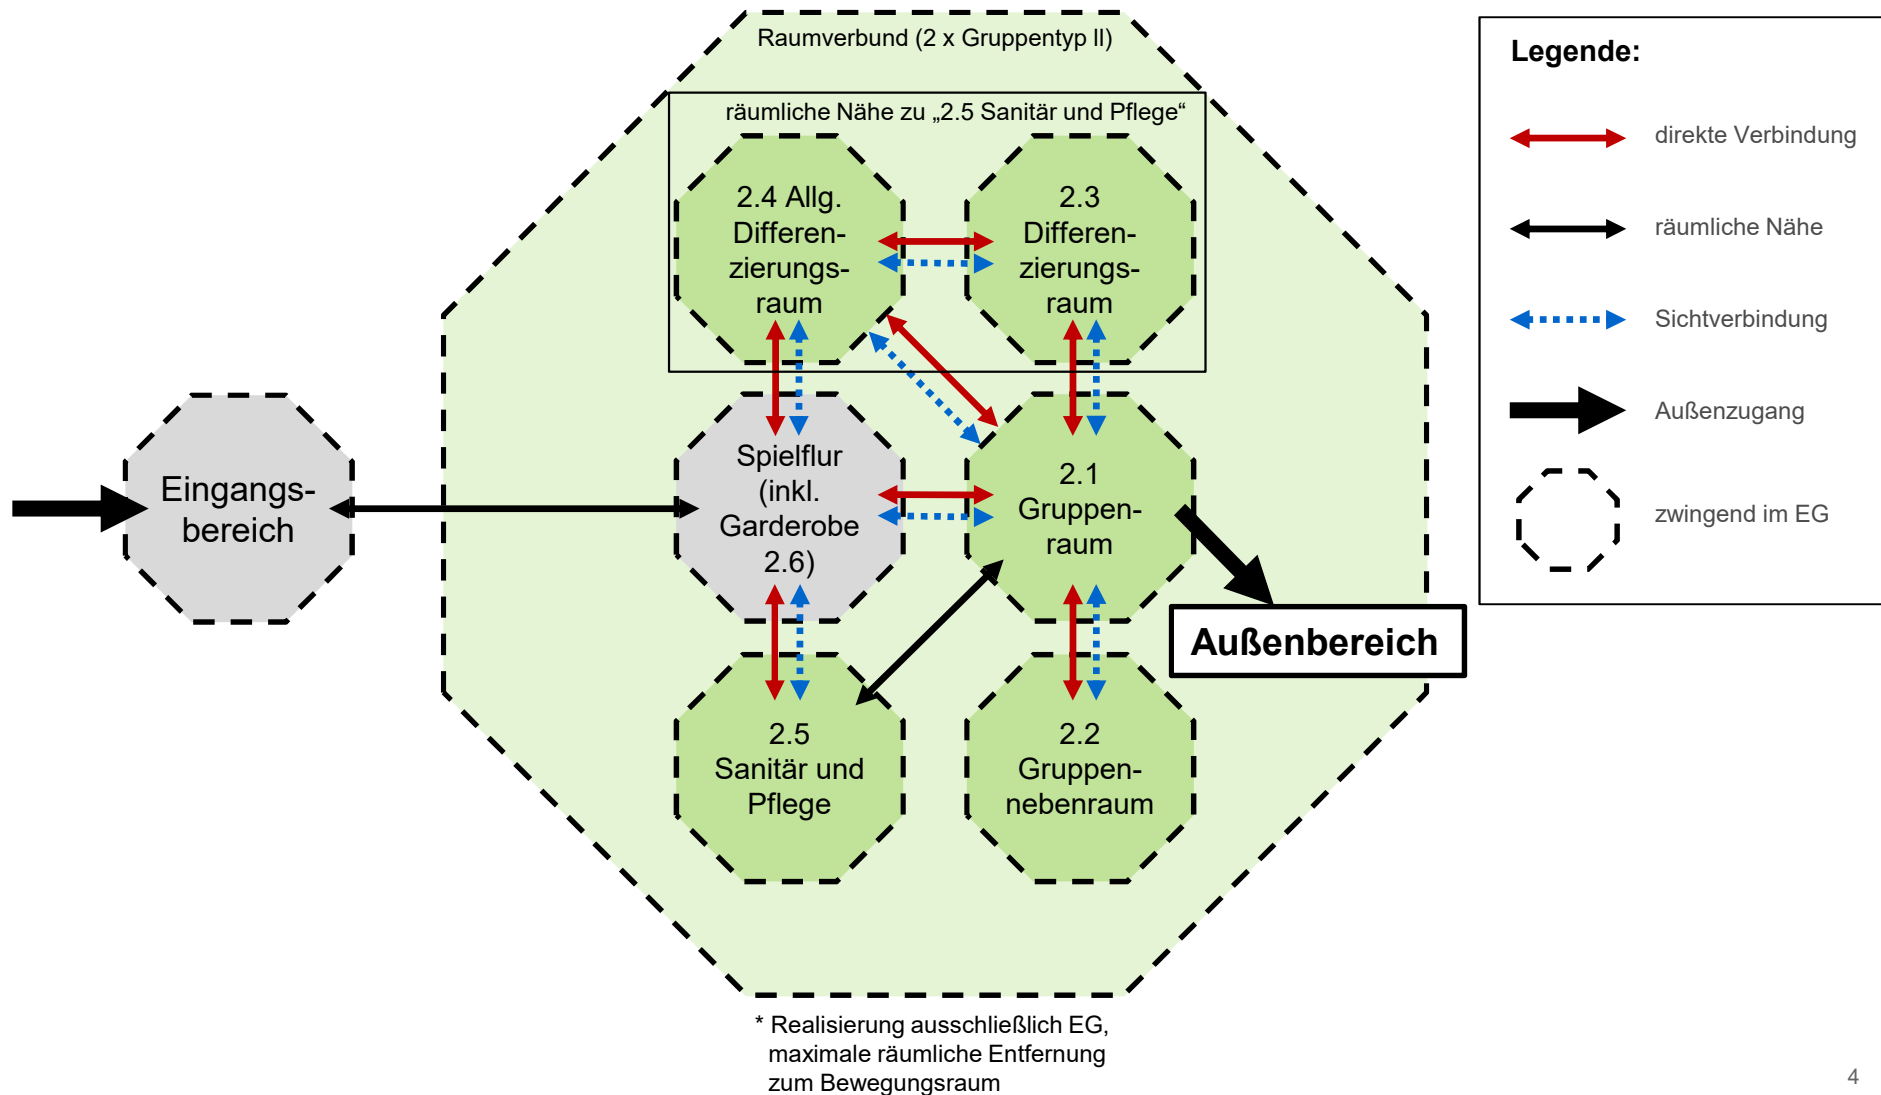 Raumverbund (2 x Gruppentyp II)
räumliche Nähe zu „2.5 Sanitär und Pflege“
2.4 Allg.
Differen-
zierungs-
raum
2.3
Differen-
zierungs-
raum
Eingangs-
bereich
Spielflur
(inkl.
Garderobe
2.6)
2.1
Gruppen-
raum
Außenbereich
2.5
Sanitär und
Pflege
2.2
Gruppen-
nebenraum
* Realisierung ausschließlich EG,
maximale räumliche Entfernung
zum Bewegungsraum
Legende:
direkte Verbindung
räumliche Nähe
Sichtverbindung
Außenzugang
zwingend im EG
4